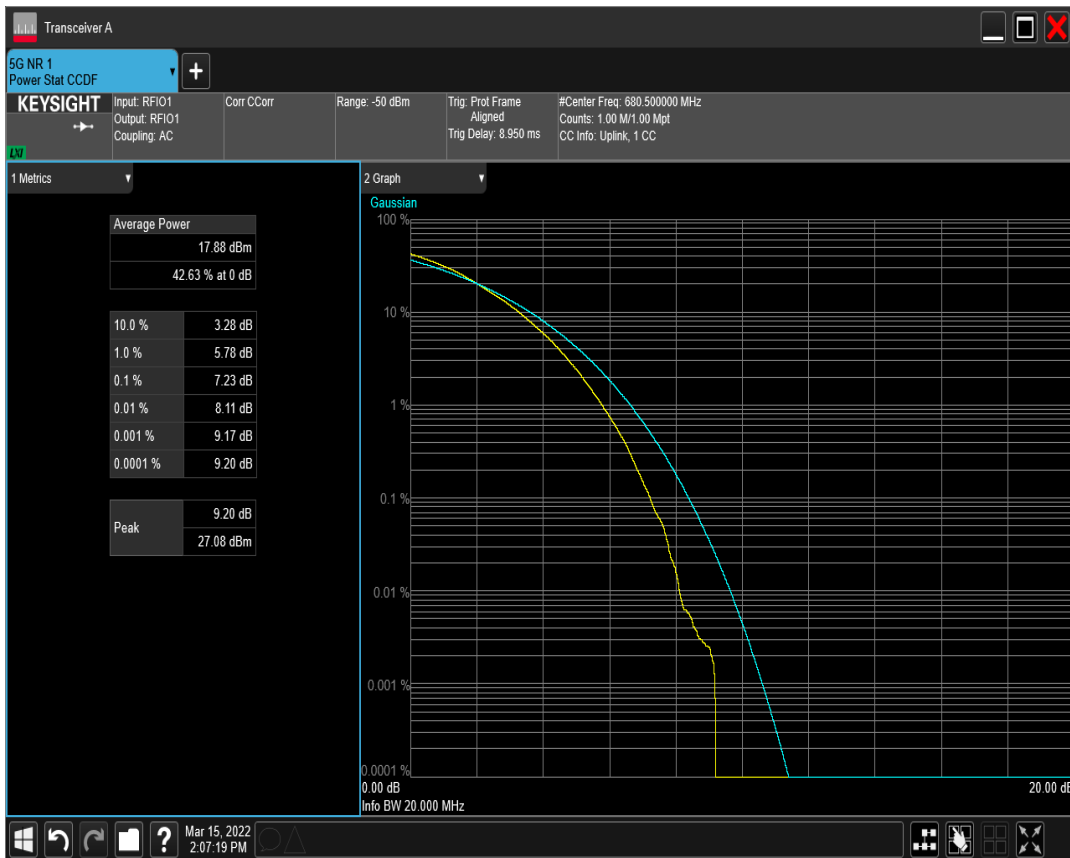 Transceiver A
5G NR 1
Power Stat CCDF
KEYSIGHT
LXI
Input: RFIO1
Output: RFIO1
Coupling: AC
Corr CCorr
Range: -50 dBm
Trig: Prot Frame
Aligned
Trig Delay: 8.950 ms
#Center Freq: 680.500000 MHz
Counts: 1.00 M/1.00 Mpt
CC Info: Uplink, 1 CC
1 Metrics
Average Power
17.88 dBm
42.63 % at 0 dB
10.0 % 3.28 dB
1.0 % 5.78 dB
0.1 % 7.23 dB
0.01 % 8.11 dB
0.001 % 9.17 dB
0.0001 % 9.20 dB
Peak 9.20 dB
27.08 dBm
2 Graph
Gaussian
100 %
10 %
1 %
0.1 %
0.01 %
0.001 %
0.0001 %
0.00 dB 20.00 dB
Info BW 20.000 MHz
?
Mar 15, 2022
2:07:19 PM